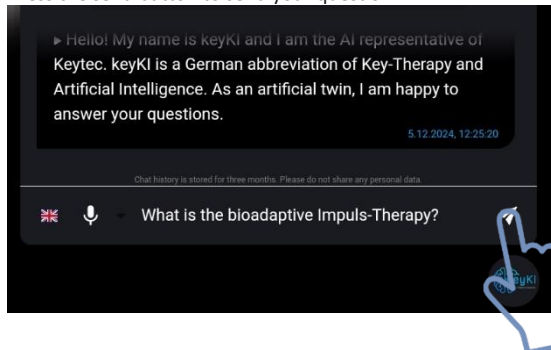 ▸ Hello! My name is keyKI and I am the AI representative of
Keytec. keyKI is a German abbreviation of Key-Therapy and
Artificial Intelligence. As an artificial twin, I am happy to
answer your questions.
5.12.2024, 12:25:20
Chat history is stored for three months. Please do not share any personal data.
What is the bioadaptive Impuls-Therapy?